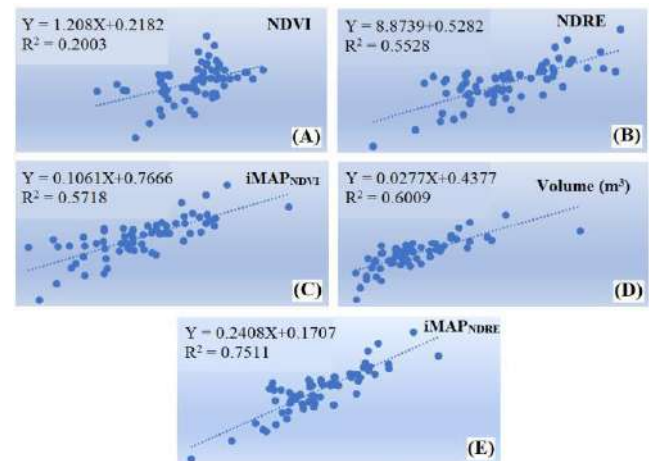 Y = 1.208X+0.2182
R² = 0.2003
NDVI
(A)
Y = 8.8739+0.5282
R² = 0.5528
NDRE
(B)
Y = 0.1061X+0.7666
R² = 0.5718
iMAPNDVI
(C)
Y = 0.0277X+0.4377
R² = 0.6009
Volume (m³)
(D)
Y = 0.2408X+0.1707
R² = 0.7511
iMAPNDRE
(E)